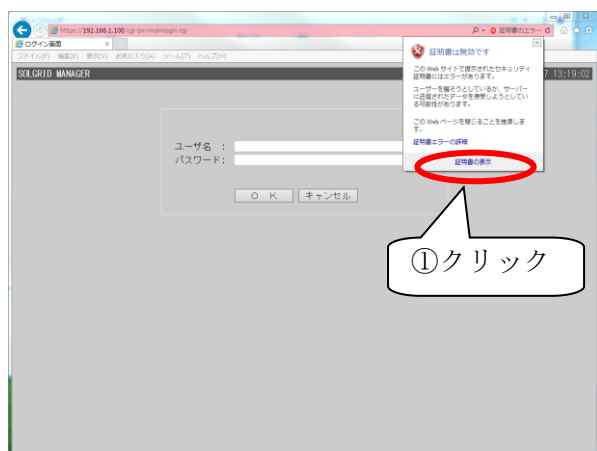 https://192.168.1.100/cgi-bin/mainlogin.cgi
証明書のエラー
ログイン画面
ファイル(F) 編集(E) 表示(V) お気に入り(A) ツール(T) ヘルプ(H)
SOLGRID MANAGER
7 13:19:02
証明書は無効です
この Web サイトで提示されたセキュリティ
証明書にはエラーがあります。
ユーザーを騙そうとしているか、サーバー
に送信されたデータを傍受しようとしてい
る可能性があります。
この Web ページを閉じることを推奨しま
す。
証明書エラーの詳細
証明書の表示
ユーザ名 :
パスワード:
O K キャンセル
①クリック